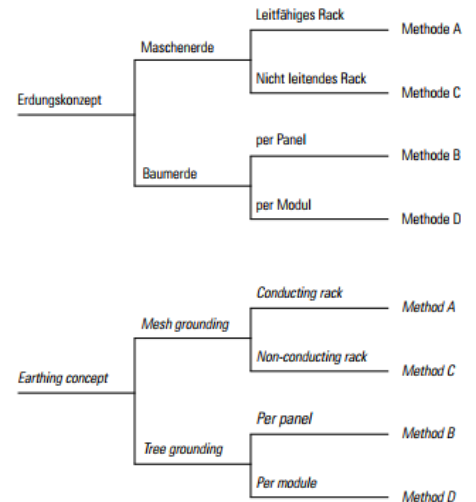 Leitfähiges Rack
Methode A
Maschenerde
Nicht leitendes Rack
Methode C
Erdungskonzept
per Panel
Methode B
Baumerde
per Modul
Methode D
Conducting rack
Method A
Mesh grounding
Non-conducting rack
Method C
Earthing concept
Per panel
Method B
Tree grounding
Per module
Method D